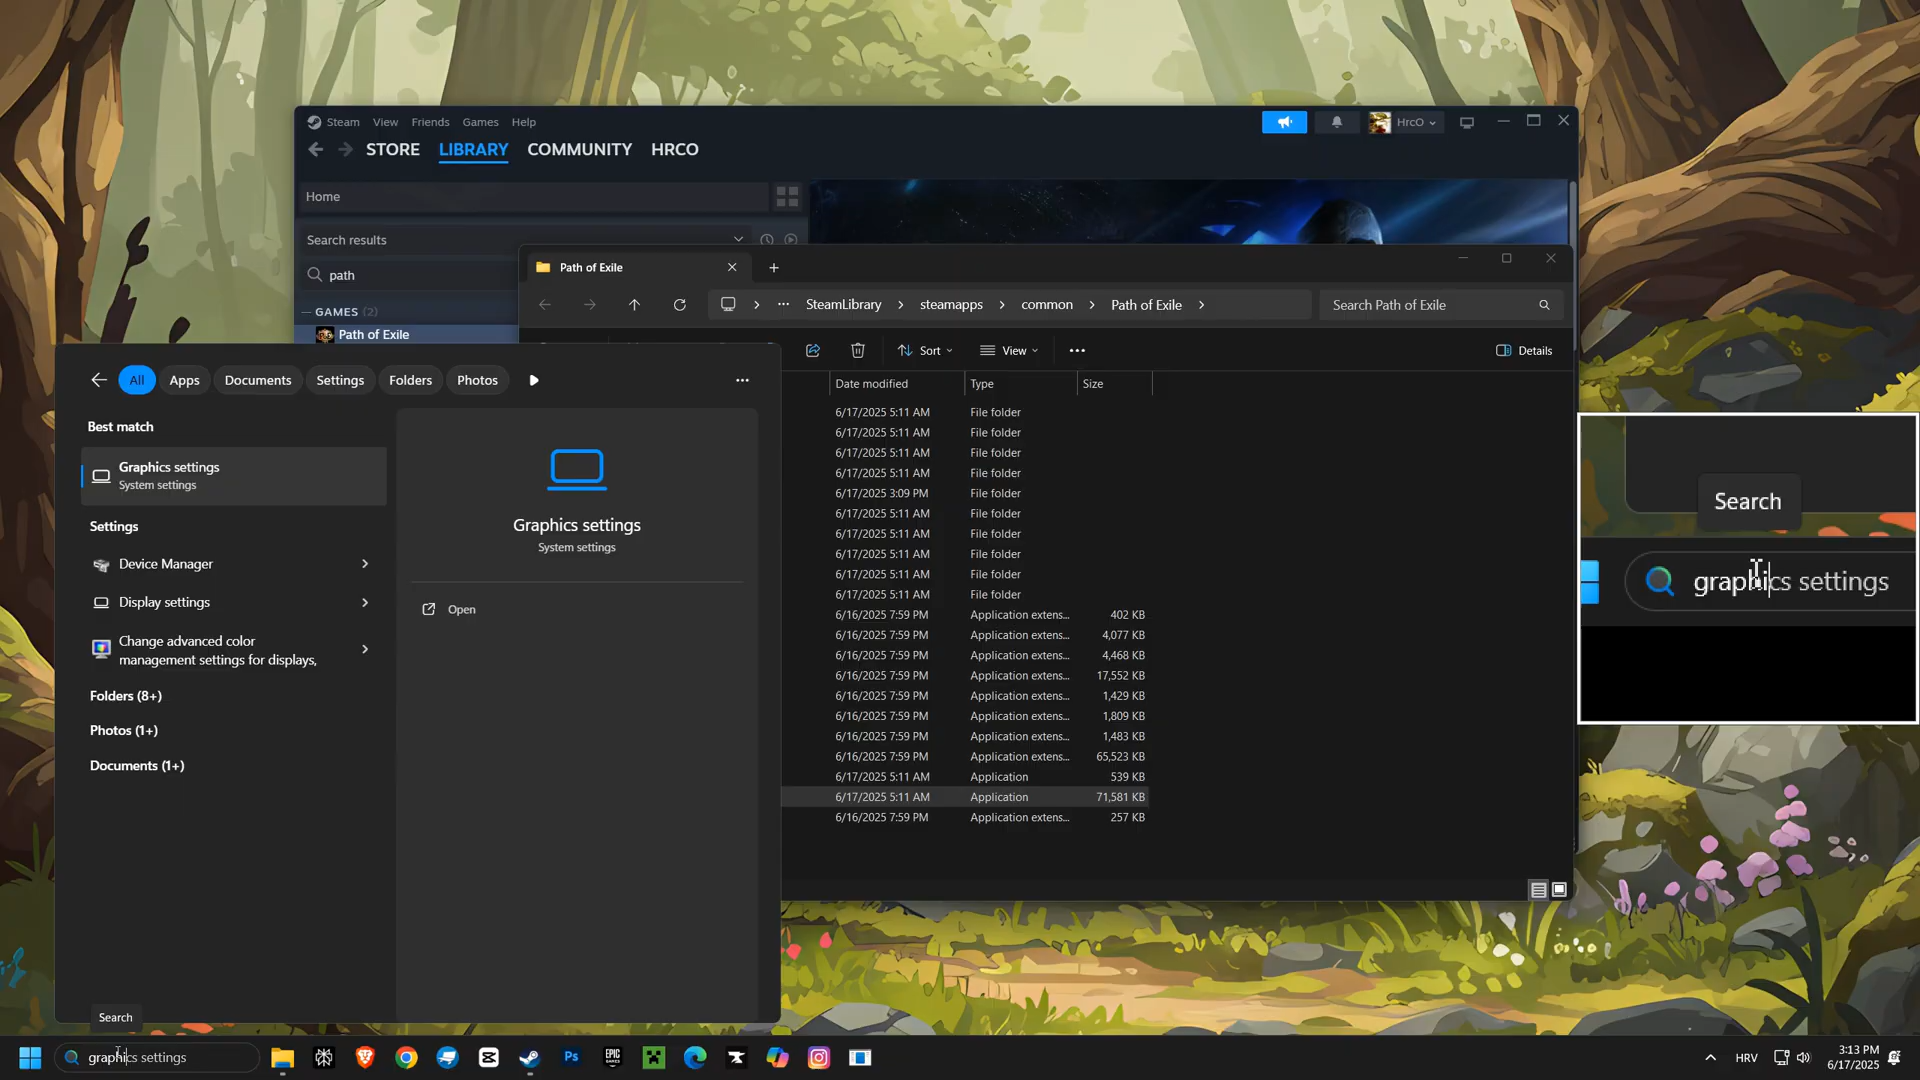 Steam View Friends Games Help
HrcO
STORE LIBRARY COMMUNITY HRCO
Home
Search results
path
GAMES (2)
Path of Exile
Path of Exile
SteamLibrary steamapps common Path of Exile
Search Path of Exile
Sort View Details
Date modified Type Size
6/17/2025 5:11 AM File folder
6/17/2025 5:11 AM File folder
6/17/2025 5:11 AM File folder
6/17/2025 5:11 AM File folder
6/17/2025 3:09 PM File folder
6/17/2025 5:11 AM File folder
6/17/2025 5:11 AM File folder
6/17/2025 5:11 AM File folder
6/17/2025 5:11 AM File folder
6/17/2025 5:11 AM File folder
6/16/2025 7:59 PM Application extens... 402 KB
6/16/2025 7:59 PM Application extens... 4,077 KB
6/16/2025 7:59 PM Application extens... 4,468 KB
6/16/2025 7:59 PM Application extens... 17,552 KB
6/16/2025 7:59 PM Application extens... 1,429 KB
6/16/2025 7:59 PM Application extens... 1,809 KB
6/16/2025 7:59 PM Application extens... 1,483 KB
6/16/2025 7:59 PM Application extens... 65,523 KB
6/17/2025 5:11 AM Application 539 KB
6/17/2025 5:11 AM Application 71,581 KB
6/16/2025 7:59 PM Application extens... 257 KB
All Apps Documents Settings Folders Photos
Best match
Graphics settings
System settings
Settings
Device Manager
Display settings
Change advanced color
management settings for displays,
Folders (8+)
Photos (1+)
Documents (1+)
Graphics settings
System settings
Open
Search
graphics settings
Search
graphics settings
Ps
EPIC
GAMES
HRV
3:13 PM
6/17/2025